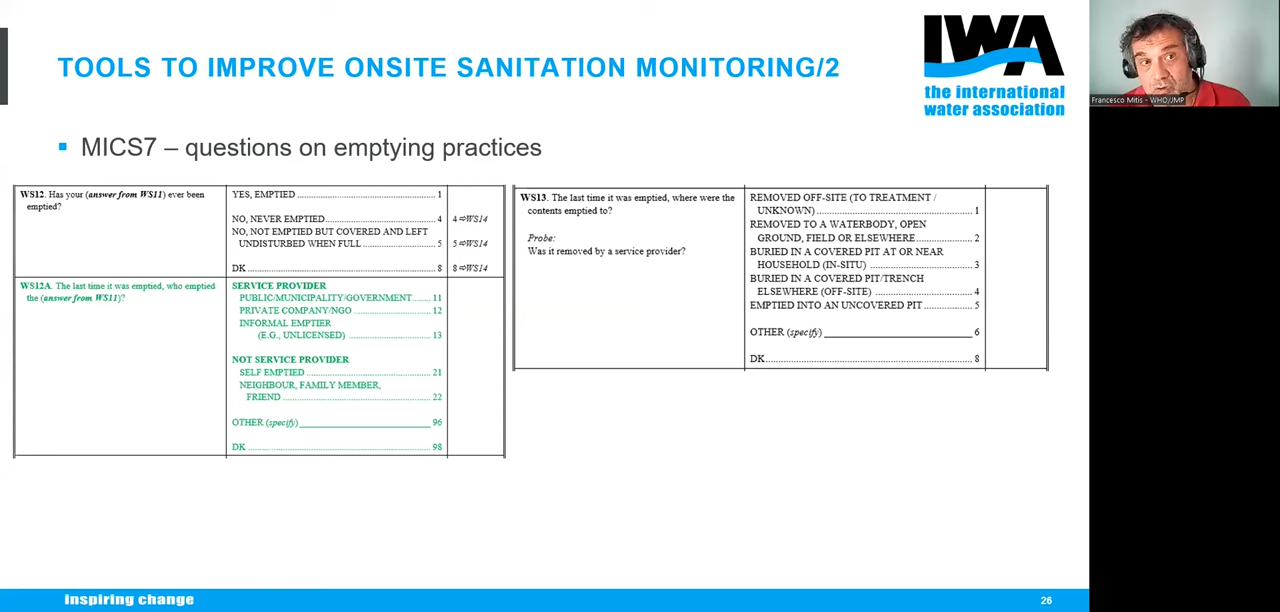 TOOLS TO IMPROVE ONSITE SANITATION MONITORING/2
IWA
the international
water association
Francesco Mitis - WHO/JMP
▪ MICS7 – questions on emptying practices
WS12. Has your (answer from WS11) ever been
emptied?
YES, EMPTIED ........ 1
NO, NEVER EMPTIED ........ 4
4⇨WS14
NO, NOT EMPTIED BUT COVERED AND LEFT
UNDISTURBED WHEN FULL ........ 5
5⇨WS14
DK ........ 8
8⇨WS14
WS12A. The last time it was emptied, who emptied
the (answer from WS11)?
SERVICE PROVIDER
PUBLIC/MUNICIPALITY/GOVERNMENT ........ 11
PRIVATE COMPANY/NGO ........ 12
INFORMAL EMPTIER
(E.G., UNLICENSED) ........ 13
NOT SERVICE PROVIDER
SELF EMPTIED ........ 21
NEIGHBOUR, FAMILY MEMBER,
FRIEND ........ 22
OTHER (specify)________ 96
DK ........ 98
WS13. The last time it was emptied, where were the
contents emptied to?
Probe:
Was it removed by a service provider?
REMOVED OFF-SITE (TO TREATMENT /
UNKNOWN) ........ 1
REMOVED TO A WATERBODY, OPEN
GROUND, FIELD OR ELSEWHERE ........ 2
BURIED IN A COVERED PIT AT OR NEAR
HOUSEHOLD (IN-SITU) ........ 3
BURIED IN A COVERED PIT/TRENCH
ELSEWHERE (OFF-SITE) ........ 4
EMPTIED INTO AN UNCOVERED PIT ........ 5
OTHER (specify)________ 6
DK ........ 8
inspiring change
26